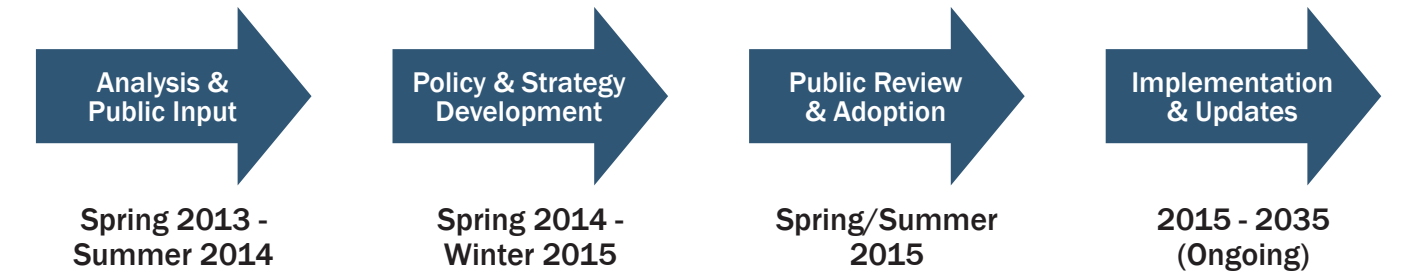 Analysis &
Public Input
Policy & Strategy
Development
Public Review
& Adoption
Implementation
& Updates
Spring 2013 -
Summer 2014
Spring 2014 -
Winter 2015
Spring/Summer
2015
2015 - 2035
(Ongoing)